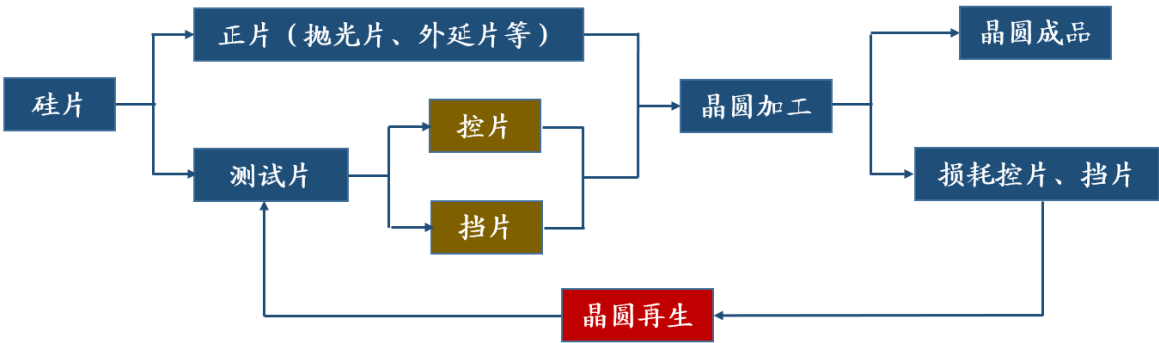 硅片
正片（抛光片、外延片等）
测试片
控片
挡片
晶圆加工
晶圆成品
损耗控片、挡片
晶圆再生